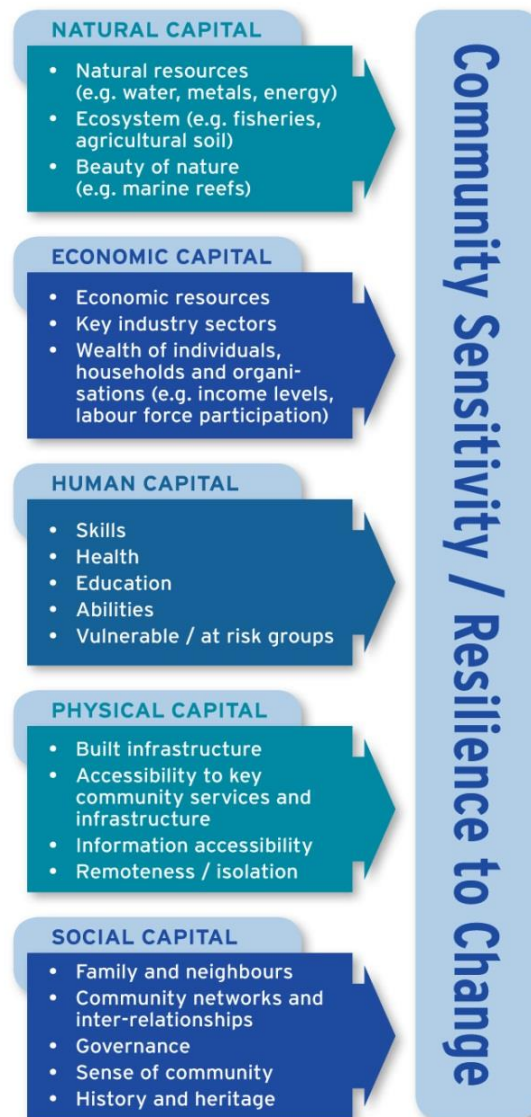 NATURAL CAPITAL
• Natural resources
(e.g. water, metals, energy)
• Ecosystem (e.g. fisheries,
agricultural soil)
• Beauty of nature
(e.g. marine reefs)
ECONOMIC CAPITAL
• Economic resources
• Key industry sectors
• Wealth of individuals,
households and organi-
sations (e.g. income levels,
labour force participation)
HUMAN CAPITAL
• Skills
• Health
• Education
• Abilities
• Vulnerable / at risk groups
PHYSICAL CAPITAL
• Built infrastructure
• Accessibility to key
community services and
infrastructure
• Information accessibility
• Remoteness / isolation
SOCIAL CAPITAL
• Family and neighbours
• Community networks and
inter-relationships
• Governance
• Sense of community
• History and heritage
Community Sensitivity / Resilience to Change